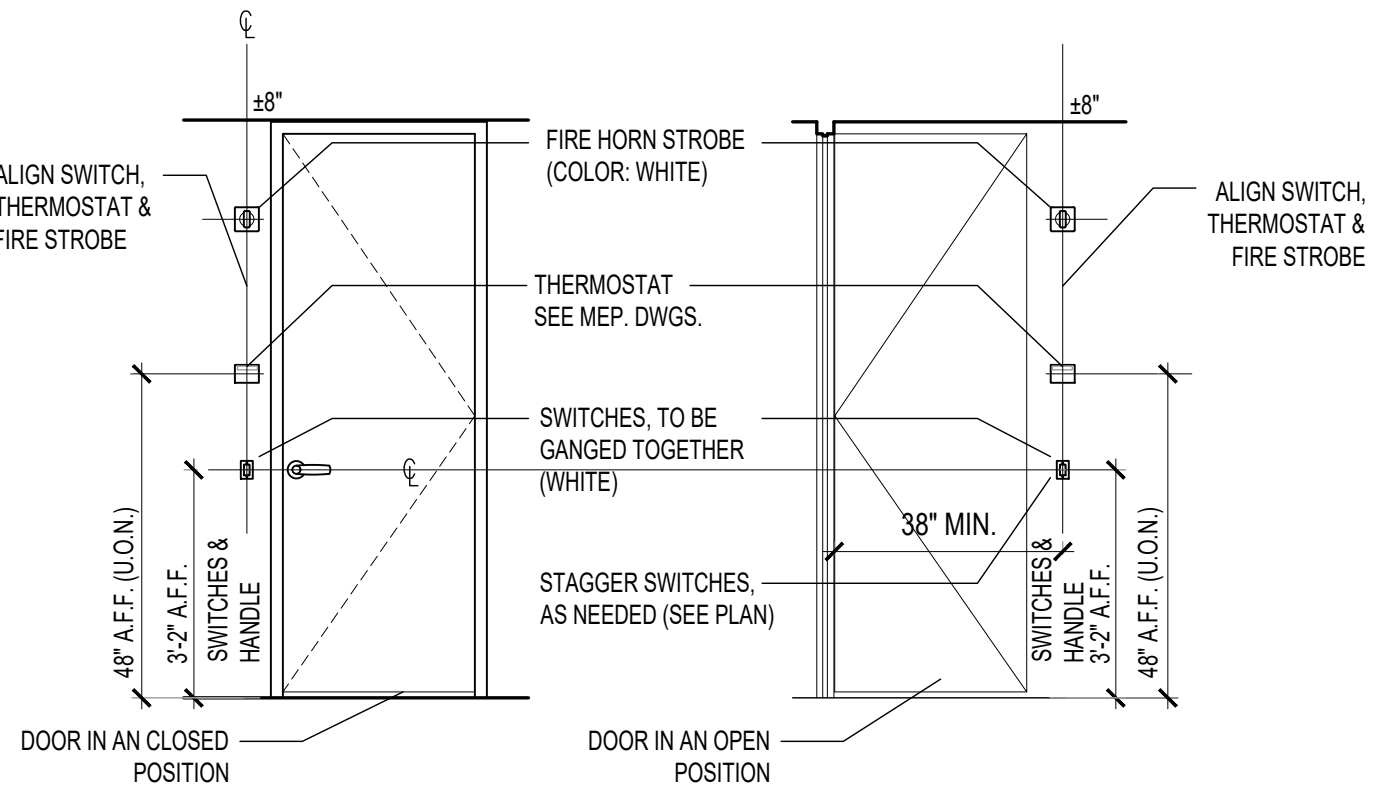 ℄
±8"
±8"
FIRE HORN STROBE
(COLOR: WHITE)
ALIGN SWITCH,
THERMOSTAT &
FIRE STROBE
ALIGN SWITCH,
THERMOSTAT &
FIRE STROBE
THERMOSTAT
SEE MEP. DWGS.
SWITCHES, TO BE
GANGED TOGETHER
(WHITE)
℄
38" MIN.
STAGGER SWITCHES,
AS NEEDED (SEE PLAN)
48" A.F.F. (U.O.N.)
3'-2" A.F.F.
SWITCHES &
HANDLE
SWITCHES &
HANDLE
3'-2" A.F.F.
48" A.F.F. (U.O.N.)
DOOR IN AN CLOSED
POSITION
DOOR IN AN OPEN
POSITION